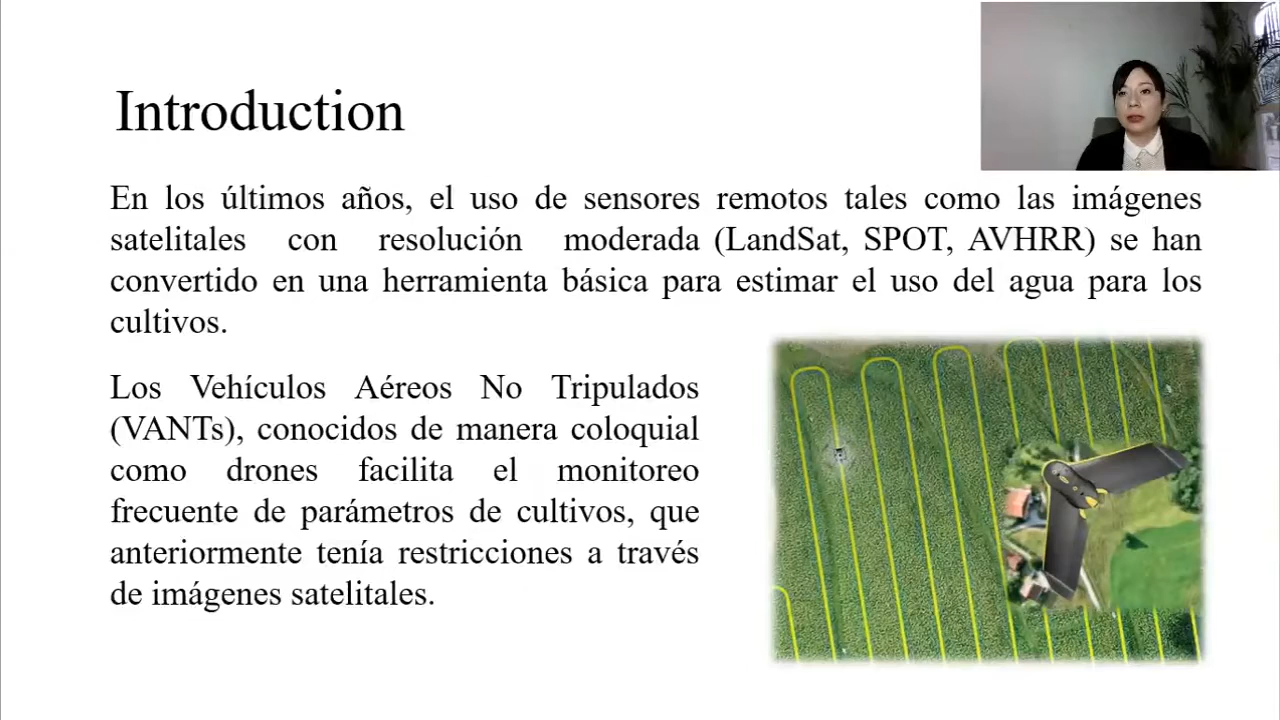 Introduction
En los últimos años, el uso de sensores remotos tales como las imágenes
satelitales con resolución moderada (LandSat, SPOT, AVHRR) se han
convertido en una herramienta básica para estimar el uso del agua para los
cultivos.
Los Vehículos Aéreos No Tripulados
(VANTs), conocidos de manera coloquial
como drones facilita el monitoreo
frecuente de parámetros de cultivos, que
anteriormente tenía restricciones a través
de imágenes satelitales.